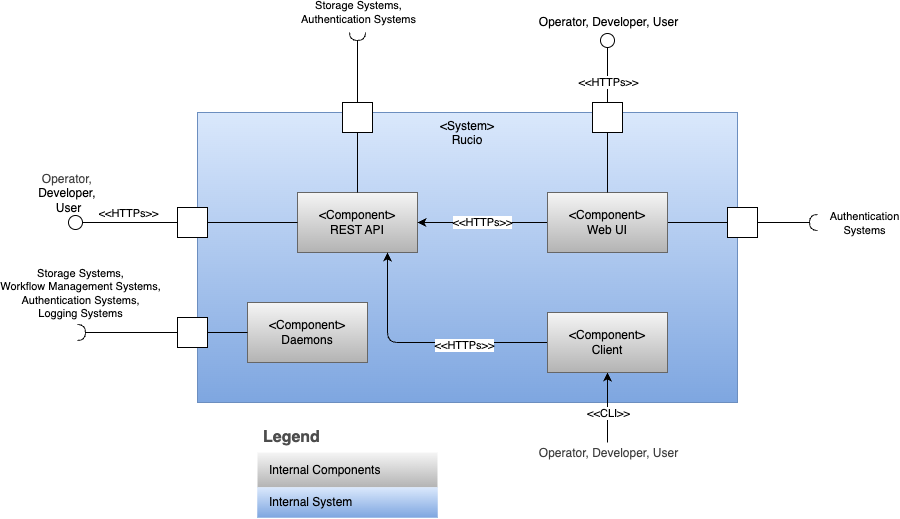 Storage Systems,
Authentication Systems
Operator, Developer, User
<<HTTPs>>
<System>
Rucio
Operator,
Developer,
User
<<HTTPs>>
<Component>
REST API
<<HTTPs>>
<Component>
Web UI
Authentication
Systems
Storage Systems,
Workflow Management Systems,
Authentication Systems,
Logging Systems
<Component>
Daemons
<<HTTPs>>
<Component>
Client
<<CLI>>
Operator, Developer, User
Legend
Internal Components
Internal System